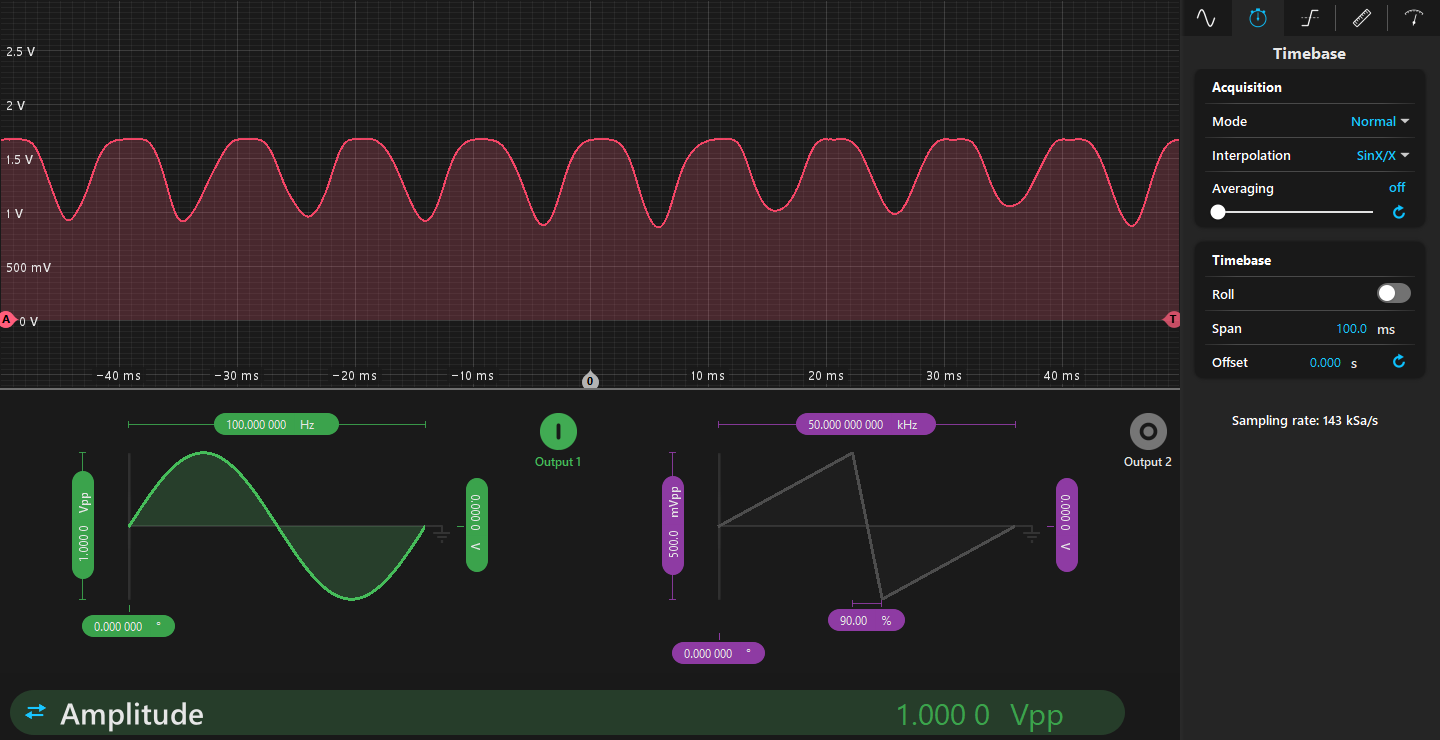 Timebase
2.5 V
2 V
1.5 V
1 V
500 mV
0 V
A
T
−40 ms
−30 ms
−20 ms
−10 ms
0
10 ms
20 ms
30 ms
40 ms
Acquisition
Mode Normal
Interpolation SinX/X
Averaging off
Timebase
Roll
Span 100.0 ms
Offset 0.000 s
Sampling rate: 143 kSa/s
100.000 000 Hz
Output 1
1.000 0 Vpp
0.000 0 V
0.000 000 °
50.000 000 000 kHz
Output 2
500.0 mVpp
0.000 0 V
90.00 %
0.000 000 °
Amplitude 1.000 0 Vpp